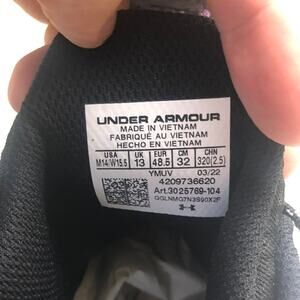 UNDER ARMOUR
MADE IN VIETNAM
FABRIQUÉ AU VIETNAM
HECHO EN VIETNAM
USA UK EUR CM CHN
M14/W15.5 13 48.5 32 320(2.5)
YMUV 03/22
4209736620
Art.3025769-104
GGLNMG7N3S90X2F